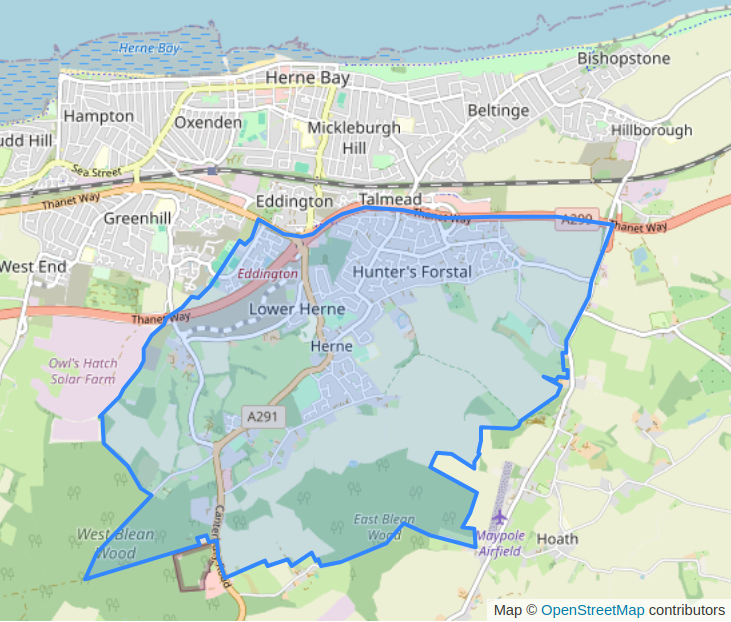 Herne Bay
Bishopstone
Herne Bay
Hampton
Oxenden
Beltinge
Mickleburgh
Hill
Hillborough
udd Hill
Sea Street
Thanet Way
Eddington
Talmead
Greenhill
Thanet Way
A299
Thanet Way
West End
Eddington
Hunter's Forstal
Lower Herne
Thanet Way
Herne
Owl's Hatch
Solar Farm
A291
West Blean
Wood
Canterbury Road
East Blean
Wood
Maypole
Airfield
Hoath
Map © OpenStreetMap contributors